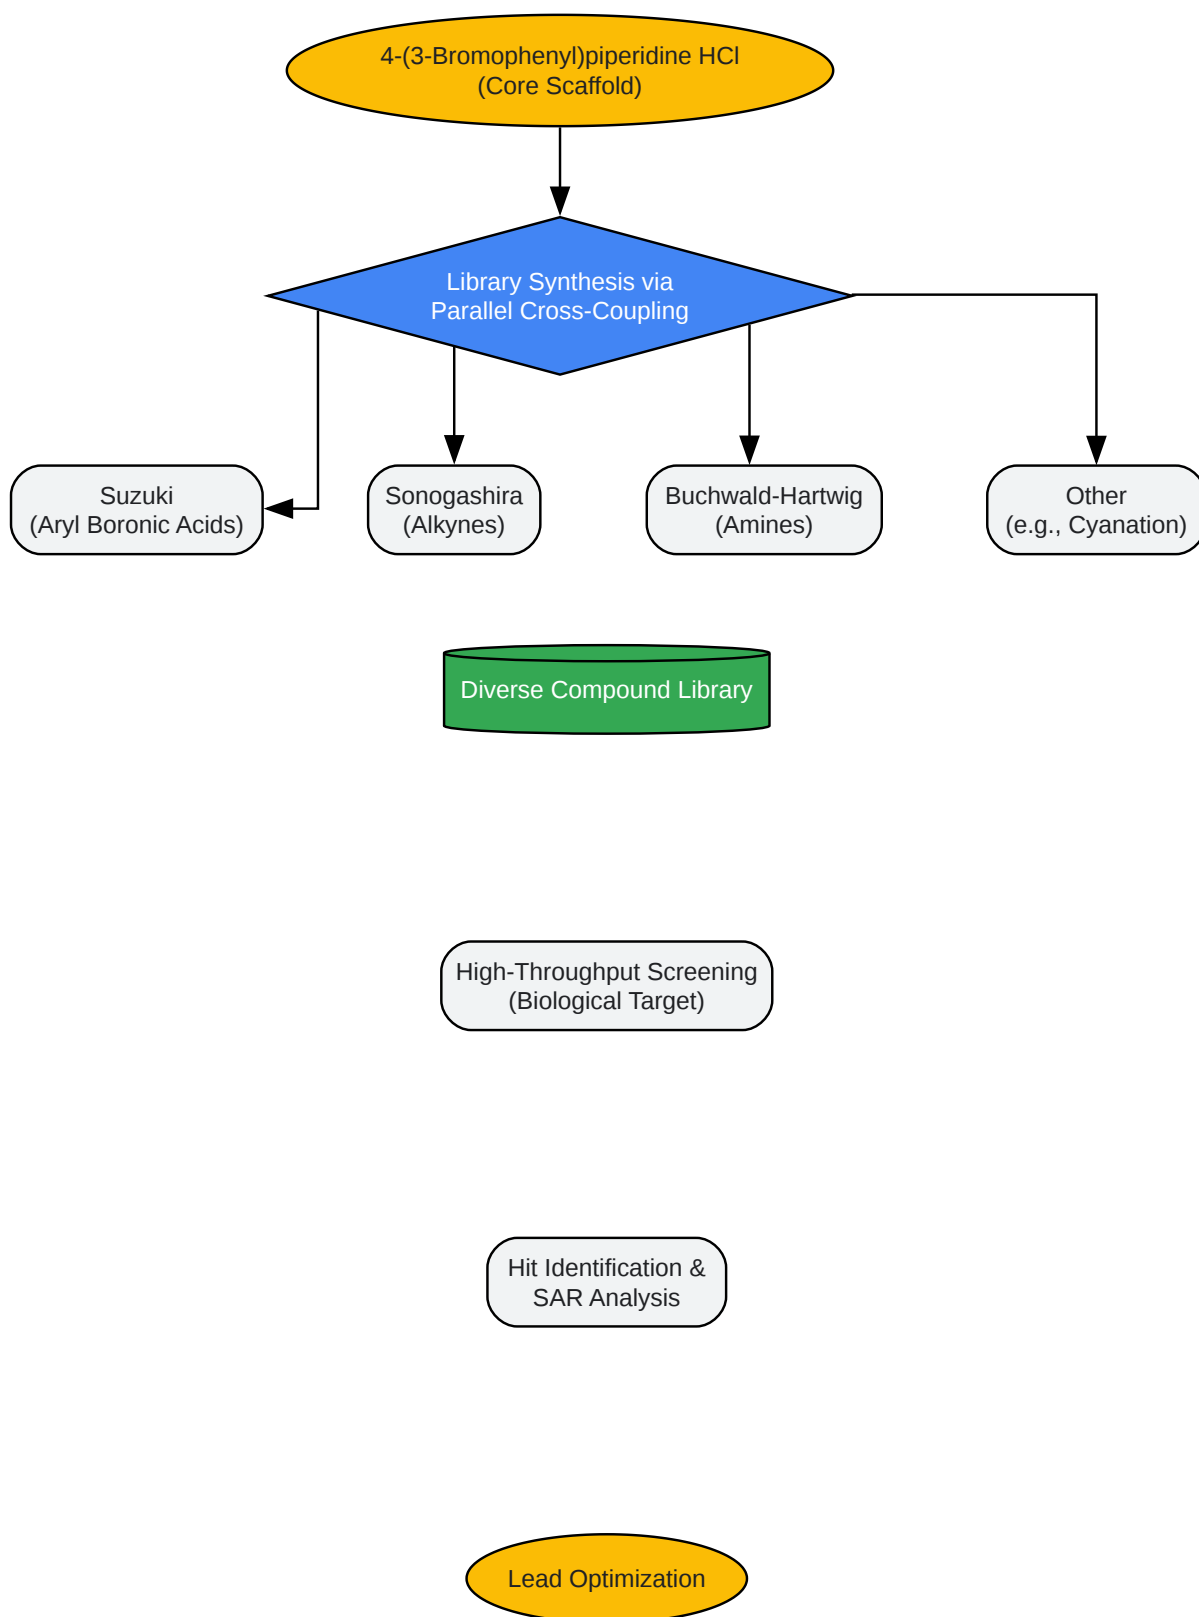 4-(3-Bromophenyl)piperidine HCl
(Core Scaffold)
Library Synthesis via
Parallel Cross-Coupling
Suzuki
(Aryl Boronic Acids)
Sonogashira
(Alkynes)
Buchwald-Hartwig
(Amines)
Other
(e.g., Cyanation)
Diverse Compound Library
High-Throughput Screening
(Biological Target)
Hit Identification &
SAR Analysis
Lead Optimization